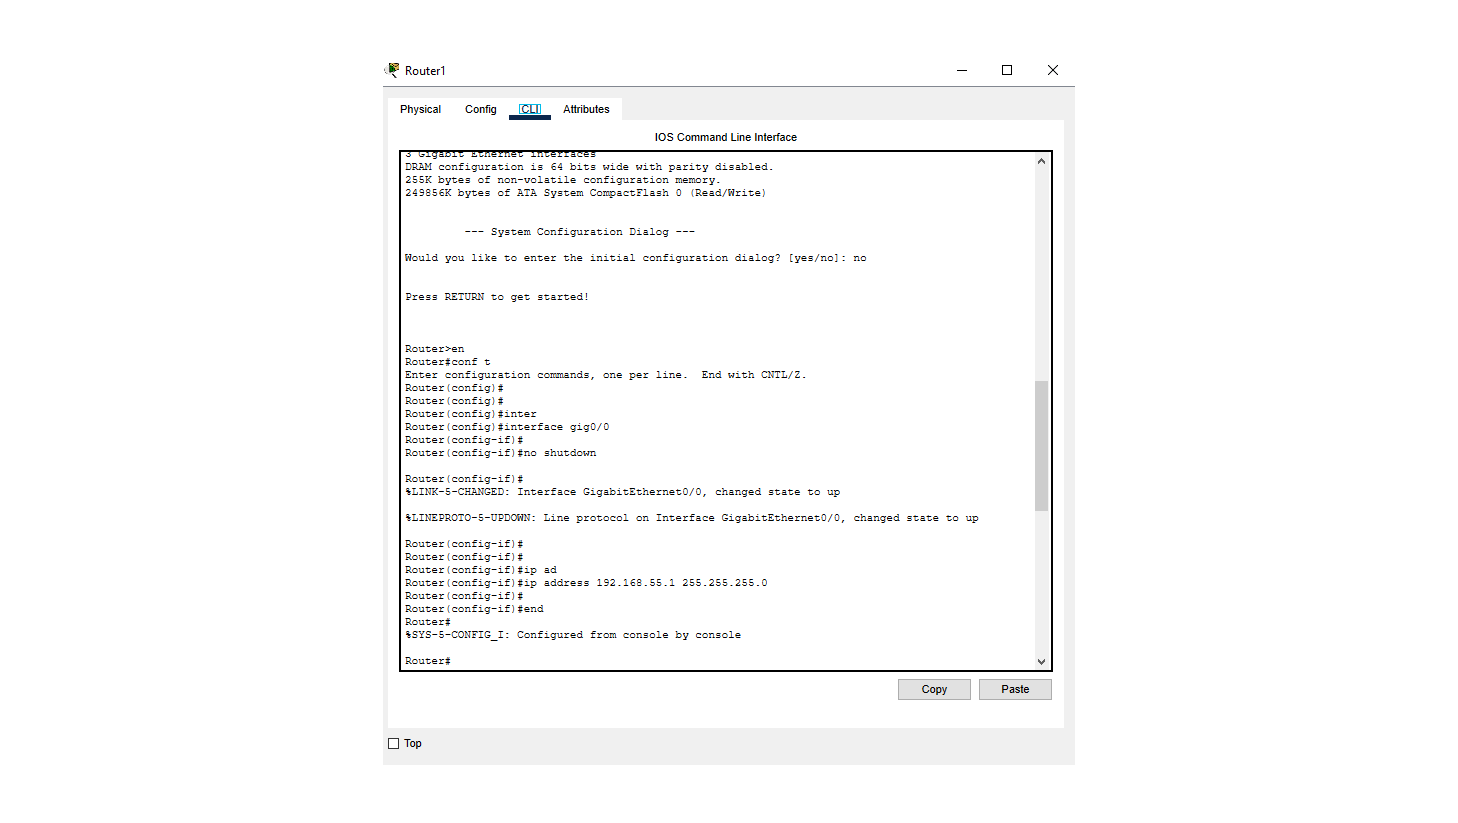 Router1
Physical Config CLI Attributes
IOS Command Line Interface
3 Gigabit Ethernet interfaces
DRAM configuration is 64 bits wide with parity disabled.
255K bytes of non-volatile configuration memory.
249856K bytes of ATA System CompactFlash 0 (Read/Write)
--- System Configuration Dialog ---
Would you like to enter the initial configuration dialog? [yes/no]: no
Press RETURN to get started!
Router>en
Router#conf t
Enter configuration commands, one per line.  End with CNTL/Z.
Router(config)#
Router(config)#
Router(config)#inter
Router(config)#interface gig0/0
Router(config-if)#
Router(config-if)#no shutdown
Router(config-if)#
%LINK-5-CHANGED: Interface GigabitEthernet0/0, changed state to up
%LINEPROTO-5-UPDOWN: Line protocol on Interface GigabitEthernet0/0, changed state to up
Router(config-if)#
Router(config-if)#
Router(config-if)#ip ad
Router(config-if)#ip address 192.168.55.1 255.255.255.0
Router(config-if)#
Router(config-if)#end
Router#
%SYS-5-CONFIG_I: Configured from console by console
Router#
Copy Paste
Top